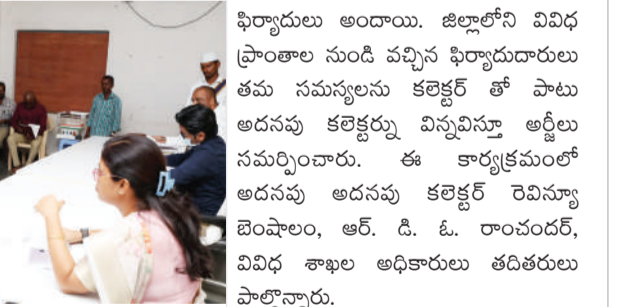 ఫిర్యాదులు అందాయి. జిల్లాలోని వివిధ
ప్రాంతాల నుండి వచ్చిన ఫిర్యాదుదారులు
తమ సమస్యలను కలెక్టర్ తో పాటు
అదనపు కలెక్టర్కు విన్నవిస్తూ అర్జీలు
సమర్పించారు. ఈ కార్యక్రమంలో
అదనపు అదనపు కలెక్టర్ రెవిన్యూ
బెంషాలం, ఆర్. డి. ఓ. రాంచందర్,
వివిధ శాఖల అధికారులు తదితరులు
పాల్గొన్నారు.